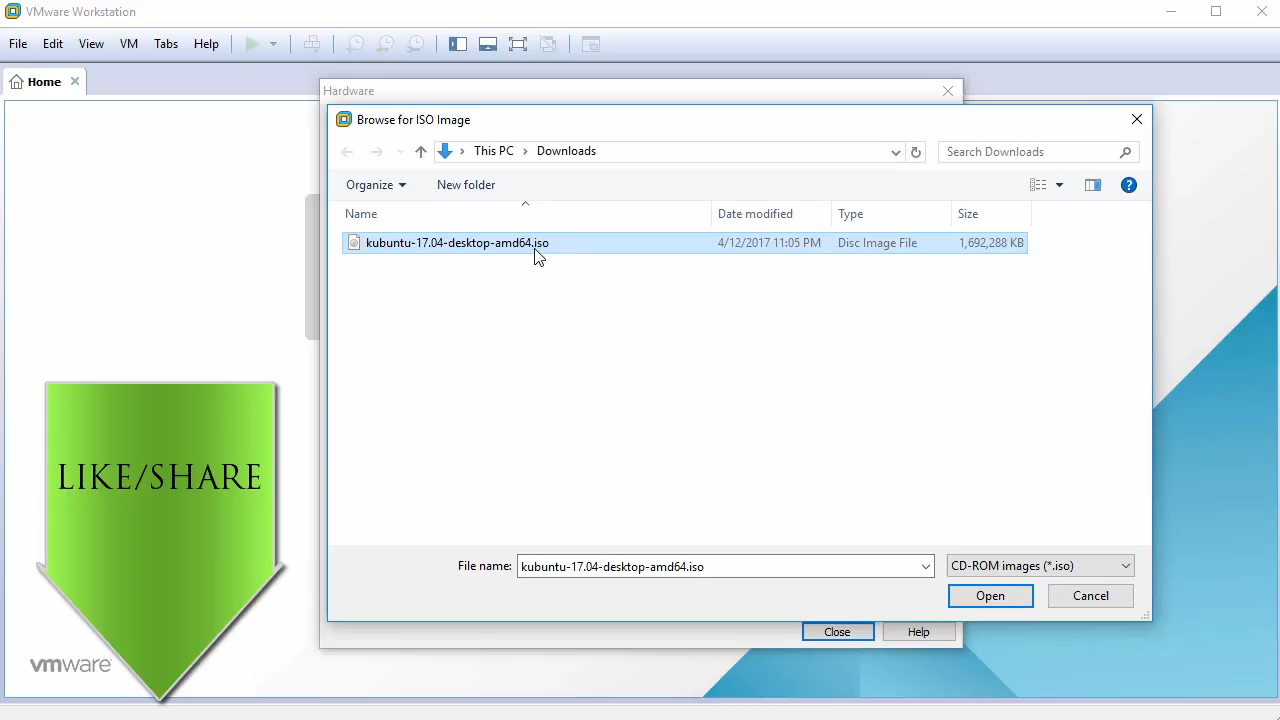 VMware Workstation
File Edit View VM Tabs Help
Home
Hardware
Browse for ISO Image
This PC Downloads
Search Downloads
Organize New folder
Name Date modified Type Size
kubuntu-17.04-desktop-amd64.iso 4/12/2017 11:05 PM Disc Image File 1,692,288 KB
LIKE/SHARE
File name: kubuntu-17.04-desktop-amd64.iso CD-ROM images (*.iso)
Open Cancel
Close Help
vmware